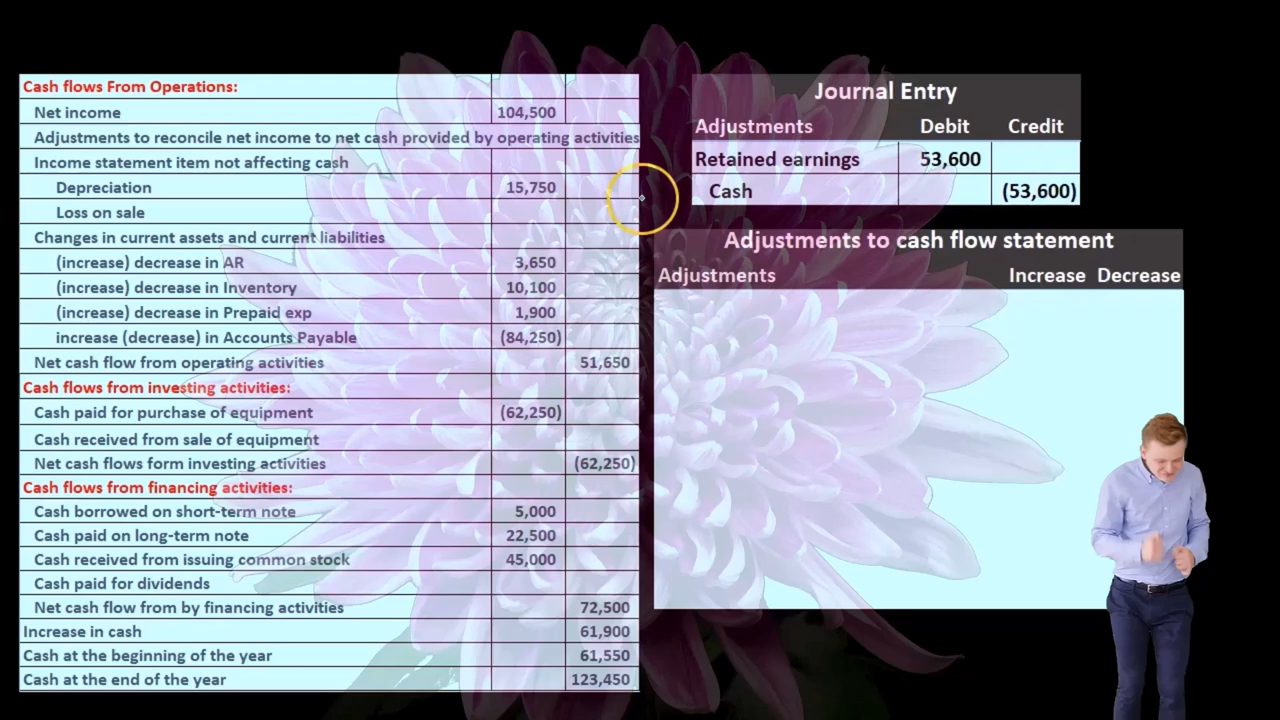 Cash flows From Operations:
Net income 104,500
Adjustments to reconcile net income to net cash provided by operating activities
Income statement item not affecting cash
Depreciation 15,750
Loss on sale
Changes in current assets and current liabilities
(increase) decrease in AR 3,650
(increase) decrease in Inventory 10,100
(increase) decrease in Prepaid exp 1,900
increase (decrease) in Accounts Payable (84,250)
Net cash flow from operating activities 51,650
Cash flows from investing activities:
Cash paid for purchase of equipment (62,250)
Cash received from sale of equipment
Net cash flows form investing activities (62,250)
Cash flows from financing activities:
Cash borrowed on short-term note 5,000
Cash paid on long-term note 22,500
Cash received from issuing common stock 45,000
Cash paid for dividends
Net cash flow from by financing activities 72,500
Increase in cash 61,900
Cash at the beginning of the year 61,550
Cash at the end of the year 123,450
Journal Entry
Adjustments Debit Credit
Retained earnings 53,600
Cash (53,600)
Adjustments to cash flow statement
Adjustments Increase Decrease